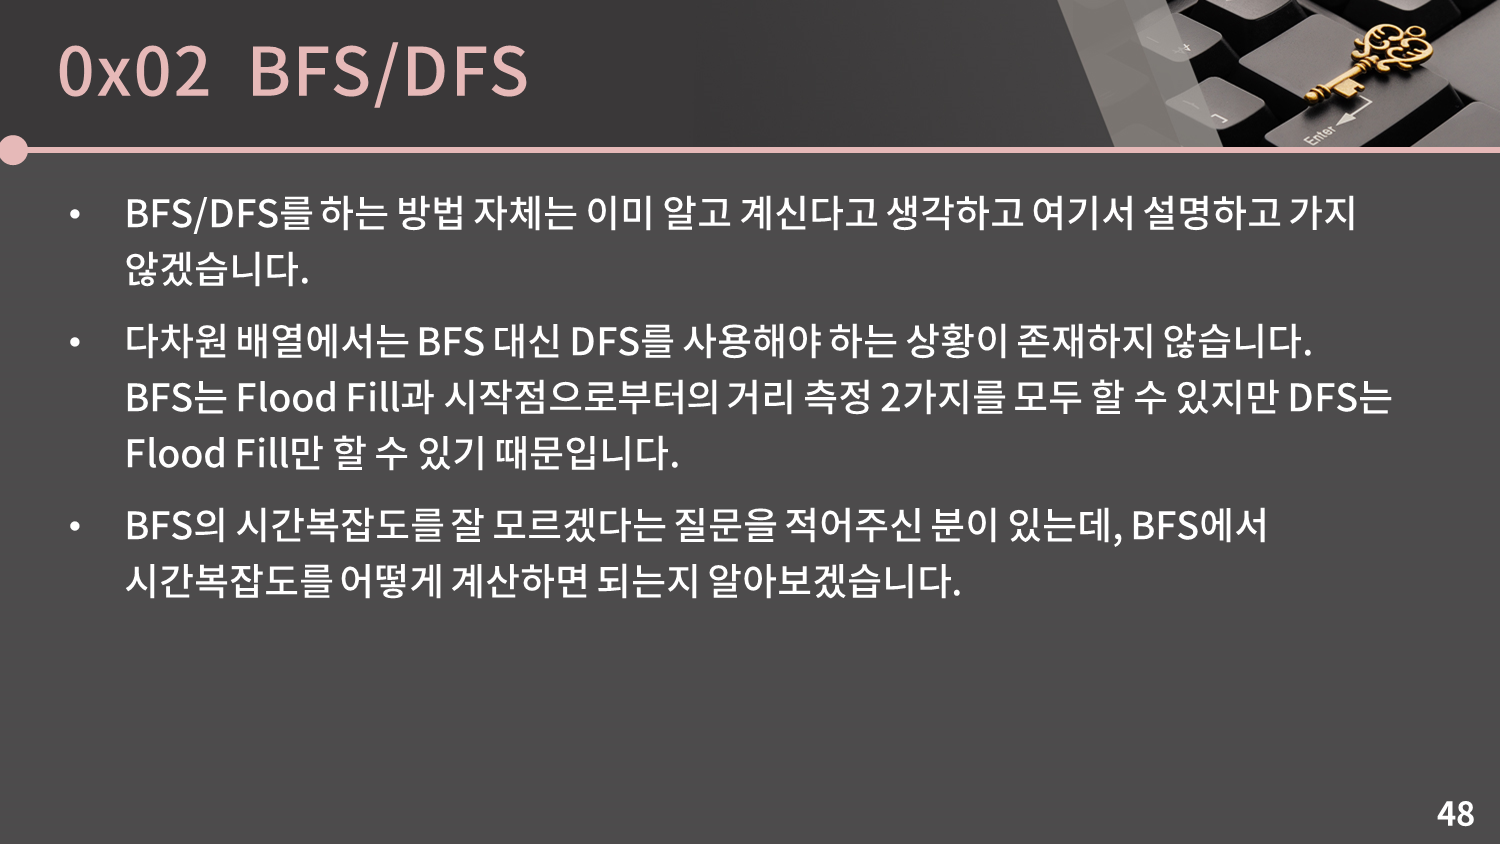 0x02 BFS/DFS
Enter
• BFS/DFS를 하는 방법 자체는 이미 알고 계신다고 생각하고 여기서 설명하고 가지
않겠습니다.
• 다차원 배열에서는 BFS 대신 DFS를 사용해야 하는 상황이 존재하지 않습니다.
BFS는 Flood Fill과 시작점으로부터의 거리 측정 2가지를 모두 할 수 있지만 DFS는
Flood Fill만 할 수 있기 때문입니다.
• BFS의 시간복잡도를 잘 모르겠다는 질문을 적어주신 분이 있는데, BFS에서
시간복잡도를 어떻게 계산하면 되는지 알아보겠습니다.
48